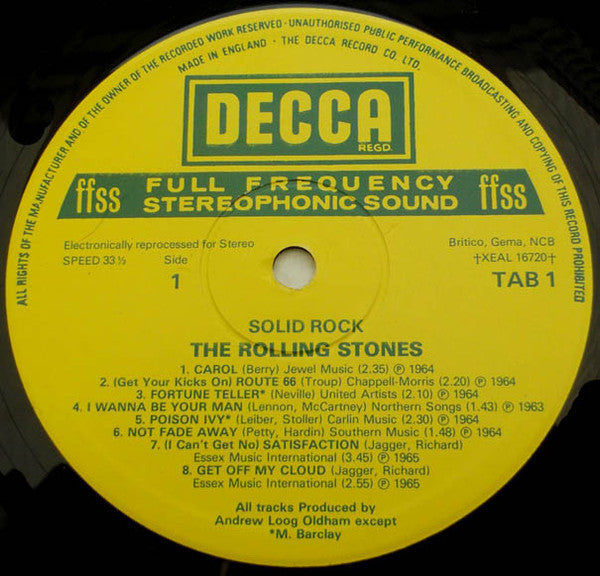 ALL RIGHTS OF THE MANUFACTURER AND OF THE OWNER OF THE RECORDED WORK RESERVED · UNAUTHORISED PUBLIC PERFORMANCE BROADCASTING AND COPYING OF THIS RECORD PROHIBITED
MADE IN ENGLAND · THE DECCA RECORD CO. LTD.
DECCA
REGD.
ffss FULL FREQUENCY STEREOPHONIC SOUND ffss
Electronically reprocessed for Stereo
SPEED 33⅓ Side
1
Britico, Gema, NCB
†XEAL 16720†
TAB 1
SOLID ROCK
THE ROLLING STONES
1. CAROL (Berry) Jewel Music (2.35) ℗ 1964
2. (Get Your Kicks On) ROUTE 66 (Troup) Chappell-Morris (2.20) ℗ 1964
3. FORTUNE TELLER* (Neville) United Artists (2.10) ℗ 1964
4. I WANNA BE YOUR MAN (Lennon, McCartney) Northern Songs (1.43) ℗ 1963
5. POISON IVY* (Leiber, Stoller) Carlin Music (2.30) ℗ 1964
6. NOT FADE AWAY (Petty, Hardin) Southern Music (1.48) ℗ 1964
7. (I Can't Get No) SATISFACTION (Jagger, Richard)
Essex Music International (3.45) ℗ 1965
8. GET OFF MY CLOUD (Jagger, Richard)
Essex Music International (2.55) ℗ 1965
All tracks Produced by
Andrew Loog Oldham except
*M. Barclay